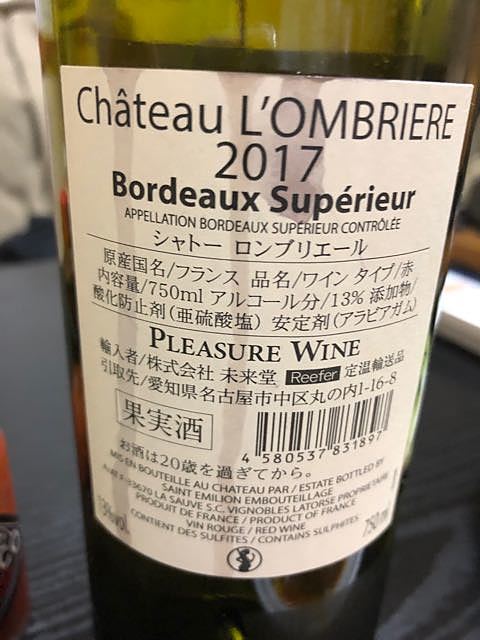 Château L'OMBRIERE
2017
Bordeaux Supérieur
APPELLATION BORDEAUX SUPÉRIEUR CONTRÔLÉE
シャトー ロンブリエール
原産国名/フランス 品名/ワイン タイプ/赤
内容量/750ml アルコール分/13% 添加物/
酸化防止剤(亜硫酸塩) 安定剤(アラビアガム)
PLEASURE WINE
輸入者/株式会社 未来堂 Reefer 定温輸送品
引取先/愛知県名古屋市中区丸の内1-16-8
果実酒
4 580537 831897
お酒は20歳を過ぎてから。
MIS EN BOUTEILLE AU CHATEAU PAR / ESTATE BOTTLED BY
SAINT EMILION EMBOUTEILLAGE
F-33670 LA SAUVE S.C. VIGNOBLES LATORSE PROPRIETAIRE
PRODUIT DE FRANCE / PRODUCT OF FRANCE
VIN ROUGE / RED WINE
13%vol. 750ml
CONTIENT DES SULFITES / CONTAINS SULPHITES